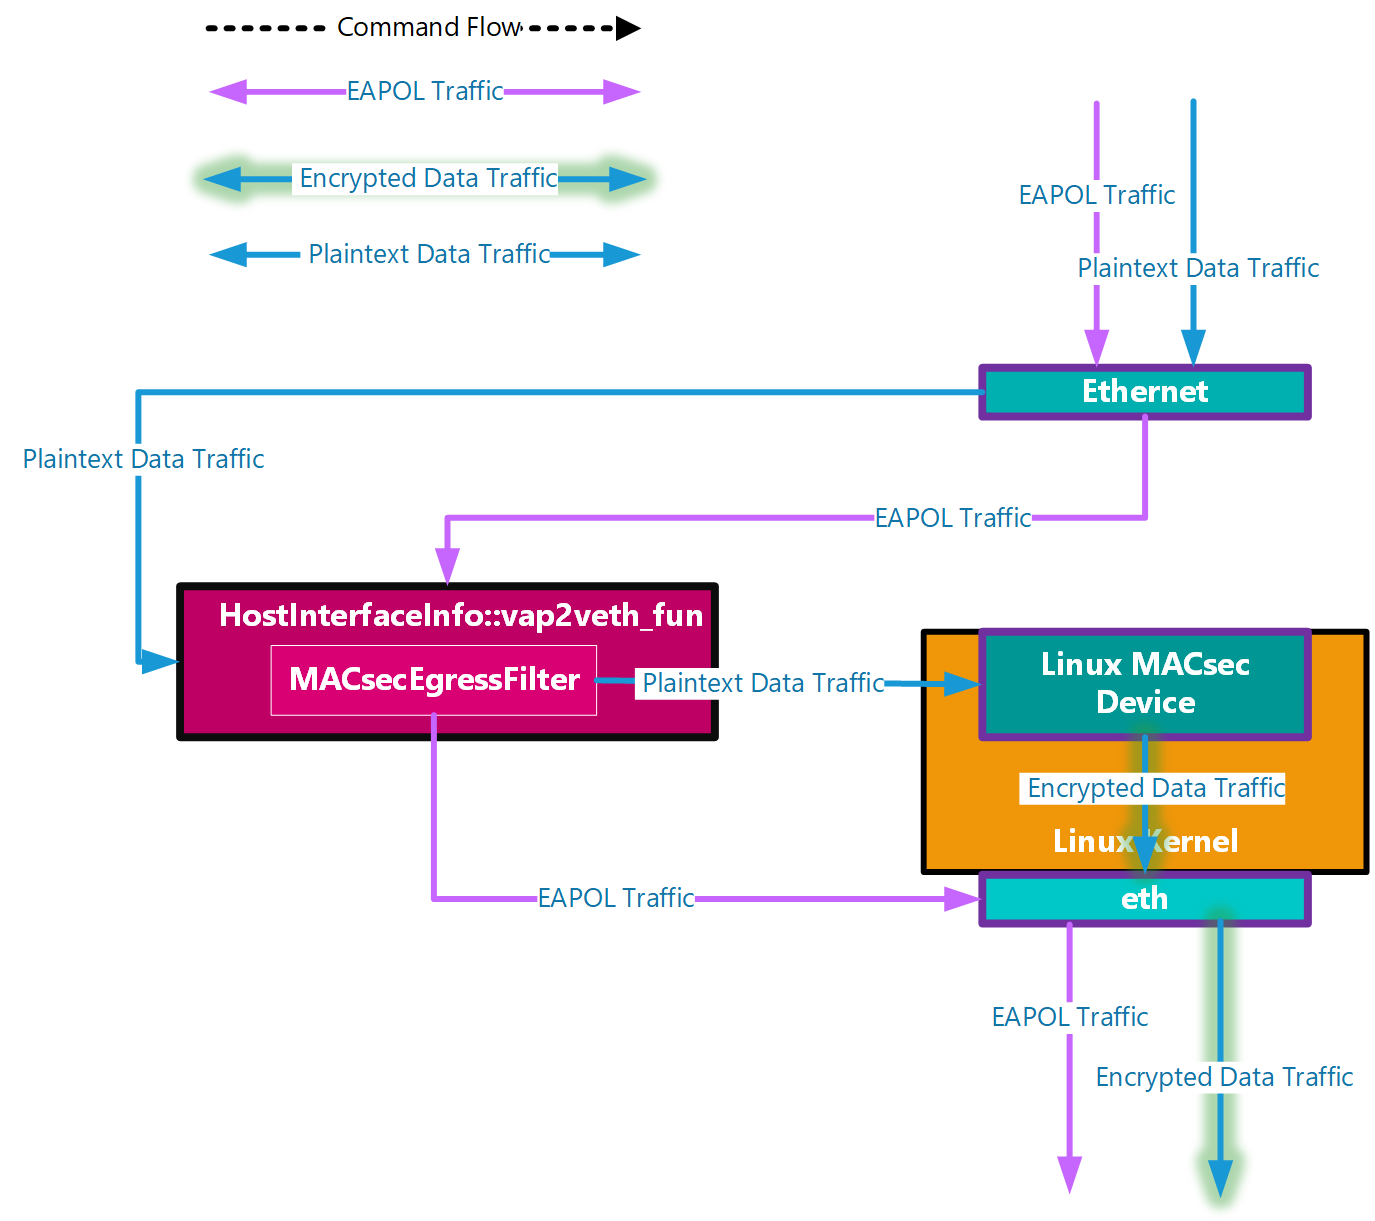 Command Flow
EAPOL Traffic
Encrypted Data Traffic
Plaintext Data Traffic
EAPOL Traffic
Plaintext Data Traffic
Ethernet
Plaintext Data Traffic
EAPOL Traffic
HostInterfaceInfo::vap2veth_fun
MACsecEgressFilter
Plaintext Data Traffic
Linux MACsec
Device
Encrypted Data Traffic
Linux Kernel
EAPOL Traffic
eth
EAPOL Traffic
Encrypted Data Traffic